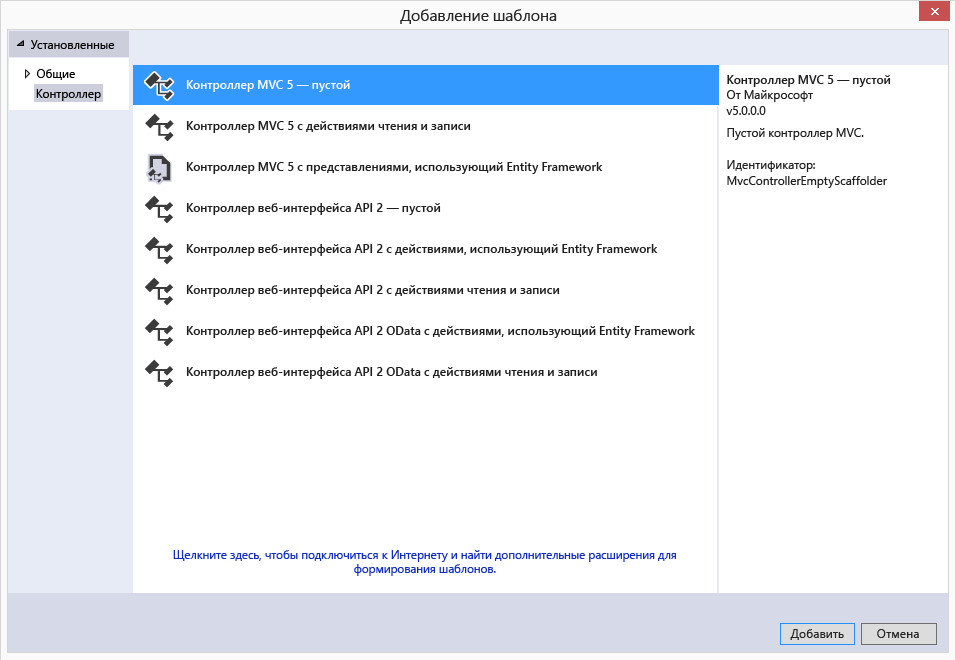 Добавление шаблона
Установленные
Общие
Контроллер
Контроллер MVC 5 — пустой
Контроллер MVC 5 с действиями чтения и записи
Контроллер MVC 5 с представлениями, использующий Entity Framework
Контроллер веб-интерфейса API 2 — пустой
Контроллер веб-интерфейса API 2 с действиями, использующий Entity Framework
Контроллер веб-интерфейса API 2 с действиями чтения и записи
Контроллер веб-интерфейса API 2 OData с действиями, использующий Entity Framework
Контроллер веб-интерфейса API 2 OData с действиями чтения и записи
Щелкните здесь, чтобы подключиться к Интернету и найти дополнительные расширения для
формирования шаблонов.
Контроллер MVC 5 — пустой
От Майкрософт
v5.0.0.0
Пустой контроллер MVC.
Идентификатор:
MvcControllerEmptyScaffolder
Добавить
Отмена